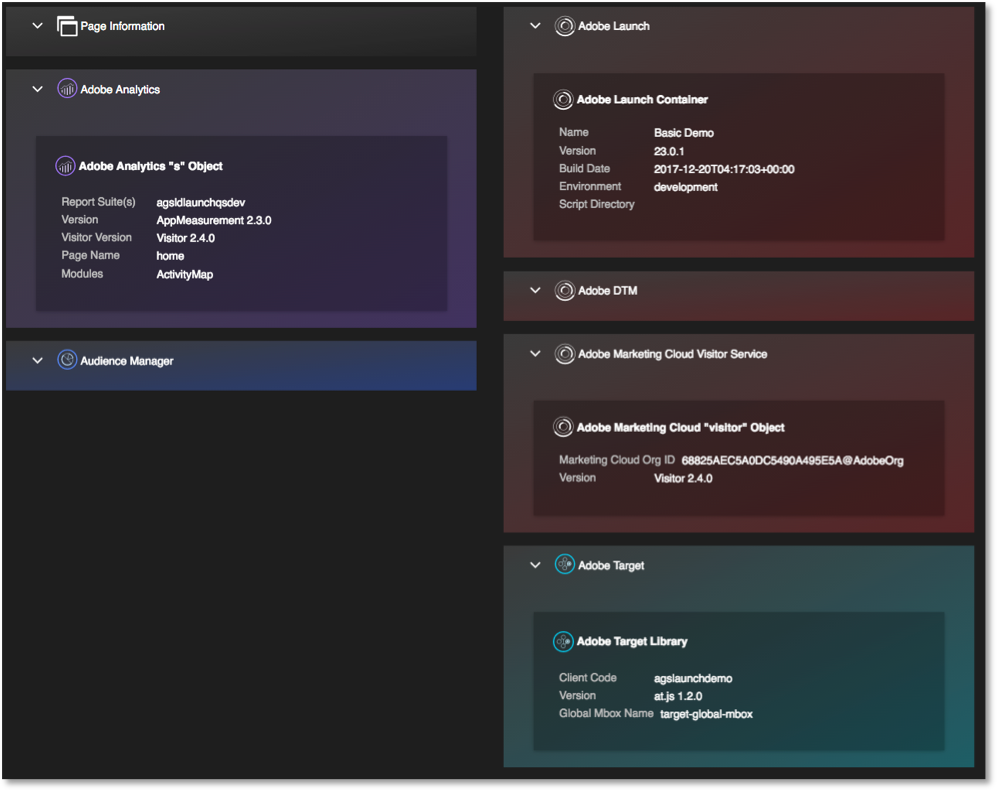 Page Information
Adobe Analytics
Adobe Analytics "s" Object
Report Suite(s) agsldlaunchqsdev
Version AppMeasurement 2.3.0
Visitor Version Visitor 2.4.0
Page Name home
Modules ActivityMap
Audience Manager
Adobe Launch
Adobe Launch Container
Name Basic Demo
Version 23.0.1
Build Date 2017-12-20T04:17:03+00:00
Environment development
Script Directory
Adobe DTM
Adobe Marketing Cloud Visitor Service
Adobe Marketing Cloud "visitor" Object
Marketing Cloud Org ID 68825AEC5A0DC5490A495E5A@AdobeOrg
Version Visitor 2.4.0
Adobe Target
Adobe Target Library
Client Code agslaunchdemo
Version at.js 1.2.0
Global Mbox Name target-global-mbox